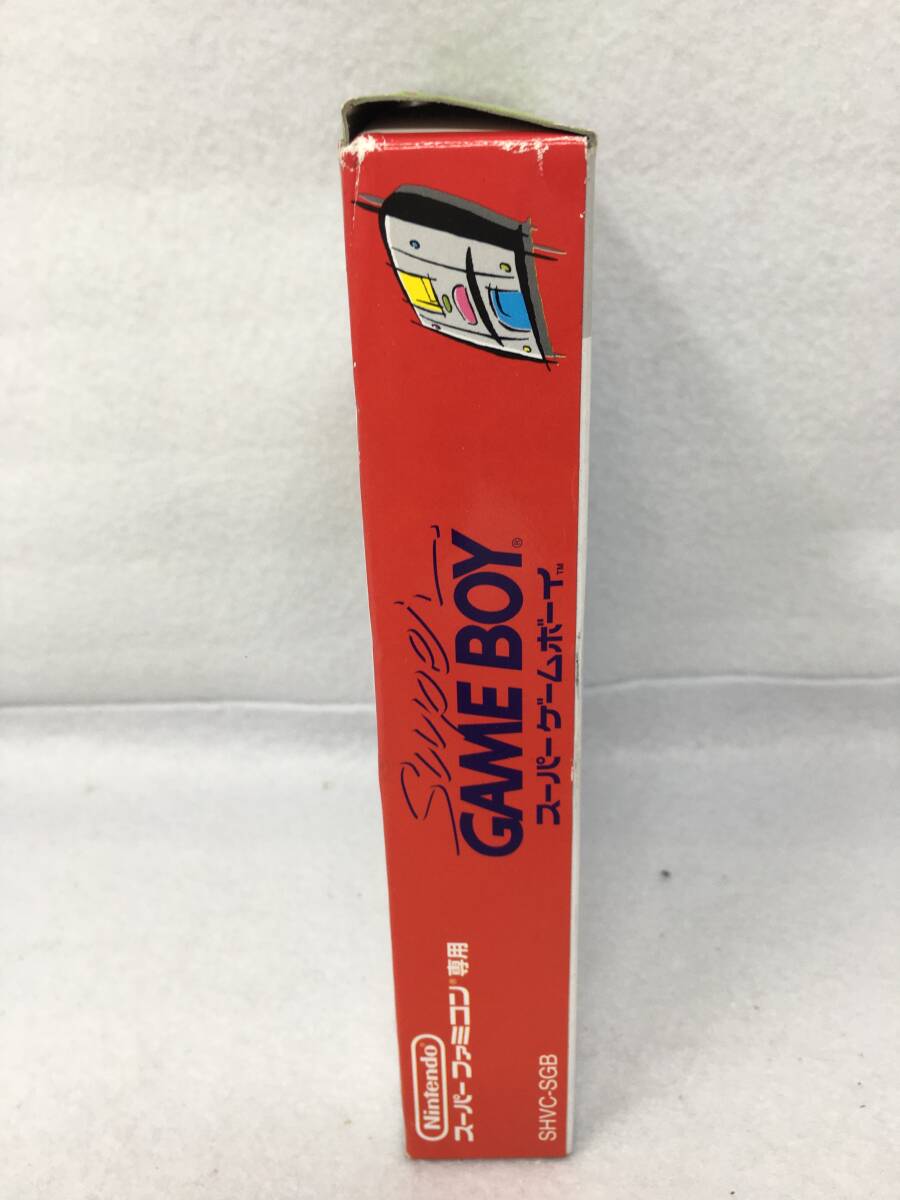 Nintendo®
スーパーファミコン®専用
SHVC-SGB
Super
GAME BOY®
スーパーゲームボーイ™